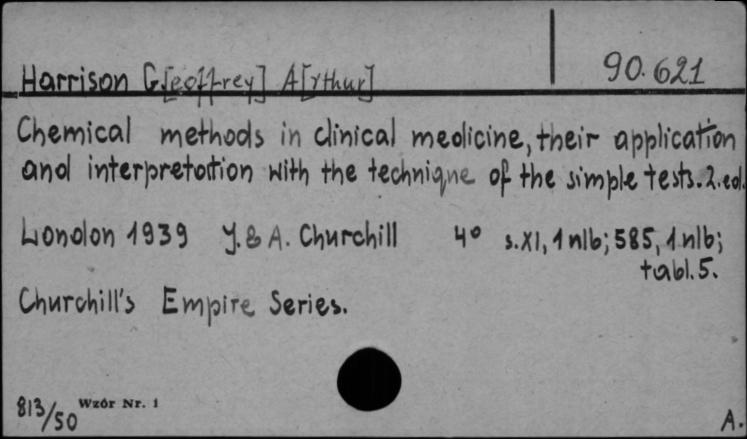 Harrison G[eoffrey] A[rthur]
90.621
Chemical methods in clinical medicine, their application
and interpretation with the technique of the simple tests. 2.ed.
London 1939 J. & A. Churchill 4° s.XI, 1 nlb; 585, 1 nlb;
tabl. 5.
Churchill's Empire Series.
813/50 Wzór Nr. 1
A.